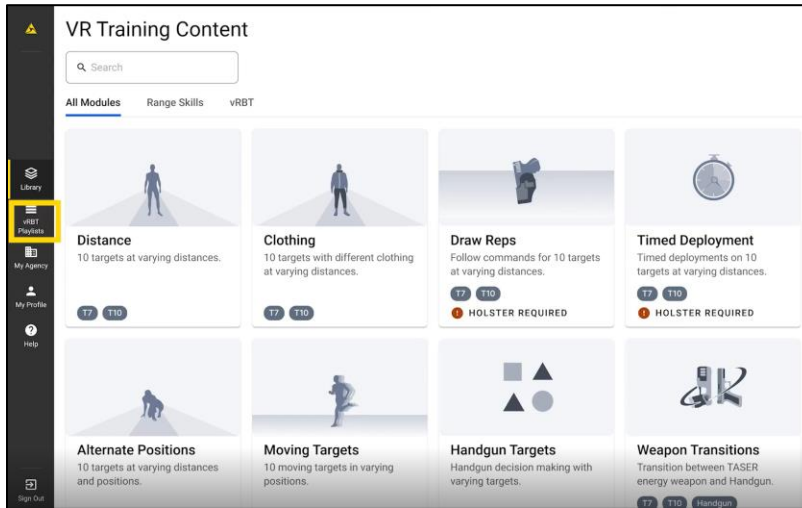 VR Training Content
Search
All Modules Range Skills vRBT
Library
vRBT
Playlists
My Agency
My Profile
Help
Sign Out
Distance
10 targets at varying distances.
T7 T10
Clothing
10 targets with different clothing
at varying distances.
T7 T10
Draw Reps
Follow commands for 10 targets
at varying distances.
T7 T10
HOLSTER REQUIRED
Timed Deployment
Timed deployments on 10
targets at varying distances.
T7 T10
HOLSTER REQUIRED
Alternate Positions
10 targets at varying distances
and positions.
Moving Targets
10 moving targets in varying
positions.
Handgun Targets
Handgun decision making with
varying targets.
Weapon Transitions
Transition between TASER
energy weapon and Handgun.
T7 T10 Handgun